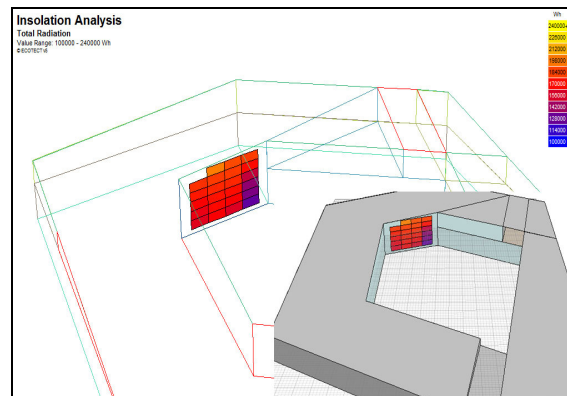 Insolation Analysis
Total Radiation
Value Range: 100000 - 240000 Wh
© ECOTECT v5
Wh
240000+
226000
212000
198000
184000
170000
156000
142000
128000
114000
100000